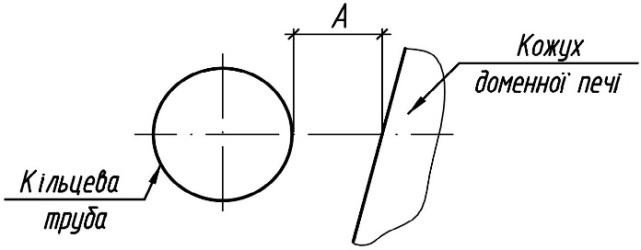 А
Кожух
доменної печі
Кільцева
труба